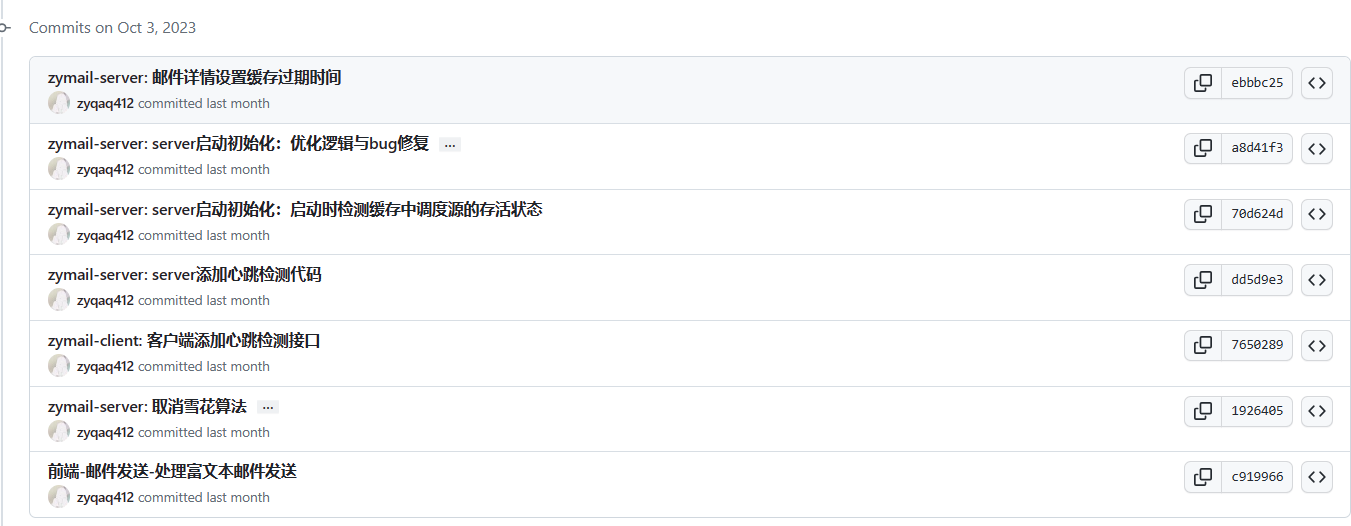 Commits on Oct 3, 2023
zymail-server: 邮件详情设置缓存过期时间
ebbbc25
zyqaq412 committed last month
zymail-server: server启动初始化：优化逻辑与bug修复 ...
a8d41f3
zyqaq412 committed last month
zymail-server: server启动初始化：启动时检测缓存中调度源的存活状态
70d624d
zyqaq412 committed last month
zymail-server: server添加心跳检测代码
dd5d9e3
zyqaq412 committed last month
zymail-client: 客户端添加心跳检测接口
7650289
zyqaq412 committed last month
zymail-server: 取消雪花算法 ...
1926405
zyqaq412 committed last month
前端-邮件发送-处理富文本邮件发送
c919966
zyqaq412 committed last month